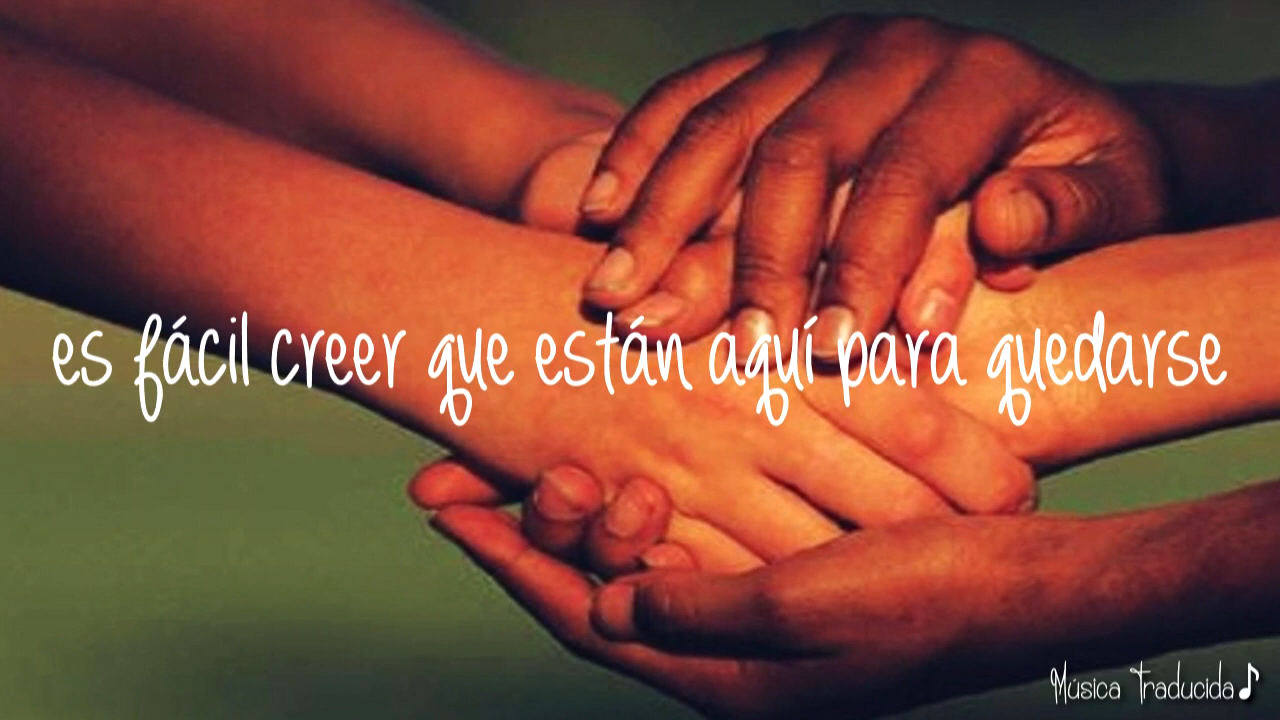 es fácil creer que están aquí para quedarse
Música Traducida♪